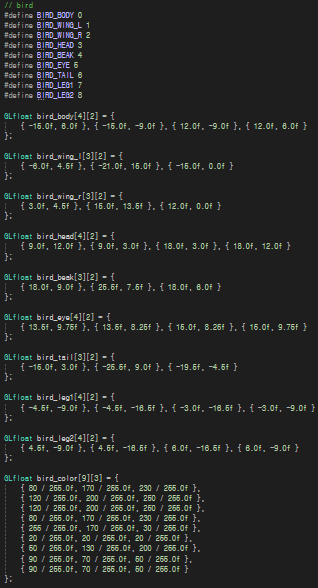 // bird
#define BIRD_BODY 0
#define BIRD_WING_L 1
#define BIRD_WING_R 2
#define BIRD_HEAD 3
#define BIRD_BEAK 4
#define BIRD_EYE 5
#define BIRD_TAIL 6
#define BIRD_LEG1 7
#define BIRD_LEG2 8
GLfloat bird_body[4][2] = {
{ -15.0f, 6.0f }, { -15.0f, -9.0f }, { 12.0f, -9.0f }, { 12.0f, 6.0f }
};
GLfloat bird_wing_l[3][2] = {
{ -6.0f, 4.5f }, { -21.0f, 15.0f }, { -15.0f, 0.0f }
};
GLfloat bird_wing_r[3][2] = {
{ 3.0f, 4.5f }, { 15.0f, 13.5f }, { 12.0f, 0.0f }
};
GLfloat bird_head[4][2] = {
{ 9.0f, 12.0f }, { 9.0f, 3.0f }, { 18.0f, 3.0f }, { 18.0f, 12.0f }
};
GLfloat bird_beak[3][2] = {
{ 18.0f, 9.0f }, { 25.5f, 7.5f }, { 18.0f, 6.0f }
};
GLfloat bird_eye[4][2] = {
{ 13.5f, 9.75f }, { 13.5f, 8.25f }, { 15.0f, 8.25f }, { 15.0f, 9.75f }
};
GLfloat bird_tail[3][2] = {
{ -15.0f, 3.0f }, { -25.5f, 9.0f }, { -19.5f, -4.5f }
};
GLfloat bird_leg1[4][2] = {
{ -4.5f, -9.0f }, { -4.5f, -16.5f }, { -3.0f, -16.5f }, { -3.0f, -9.0f }
};
GLfloat bird_leg2[4][2] = {
{ 4.5f, -9.0f }, { 4.5f, -16.5f }, { 6.0f, -16.5f }, { 6.0f, -9.0f }
};
GLfloat bird_color[9][3] = {
{ 80 / 255.0f, 170 / 255.0f, 230 / 255.0f },
{ 120 / 255.0f, 200 / 255.0f, 250 / 255.0f },
{ 120 / 255.0f, 200 / 255.0f, 250 / 255.0f },
{ 80 / 255.0f, 170 / 255.0f, 230 / 255.0f },
{ 255 / 255.0f, 170 / 255.0f, 30 / 255.0f },
{ 20 / 255.0f, 20 / 255.0f, 20 / 255.0f },
{ 50 / 255.0f, 130 / 255.0f, 200 / 255.0f },
{ 90 / 255.0f, 70 / 255.0f, 50 / 255.0f },
{ 90 / 255.0f, 70 / 255.0f, 50 / 255.0f }
};